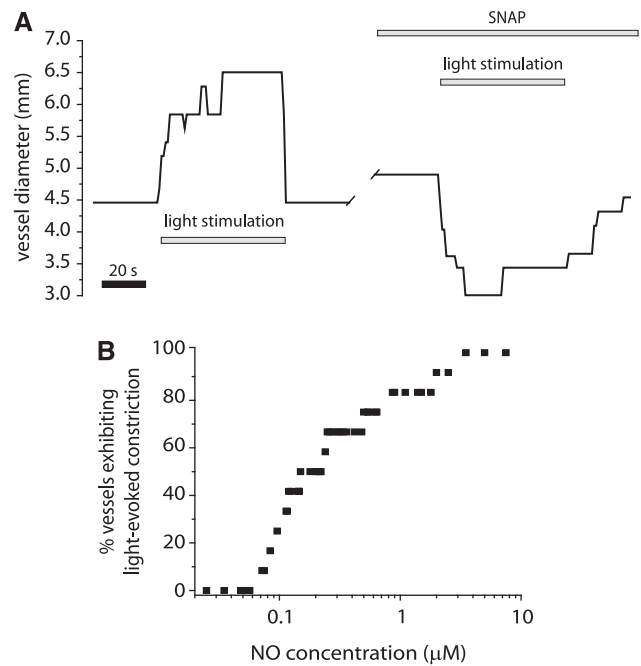 A
SNAP
light stimulation
vessel diameter (mm)
7.0
6.5
6.0
5.5
5.0
4.5
4.0
3.5
3.0
light stimulation
20 s
B
% vessels exhibiting
light-evoked constriction
100
80
60
40
20
0
0.1
1
10
NO concentration (μM)